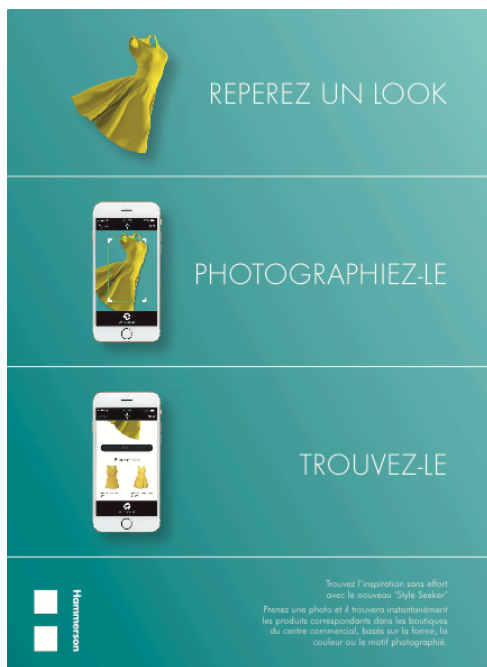 REPEREZ UN LOOK
PHOTOGRAPHIEZ-LE
TROUVEZ-LE
Trouvez l'inspiration sans effort
avec le nouveau 'Style Seeker'
Prenez une photo et il trouvera instantanément
les produits correspondants dans les boutiques
du centre commercial, basés sur la forme, la
couleur ou le motif photographié.
Hammerson